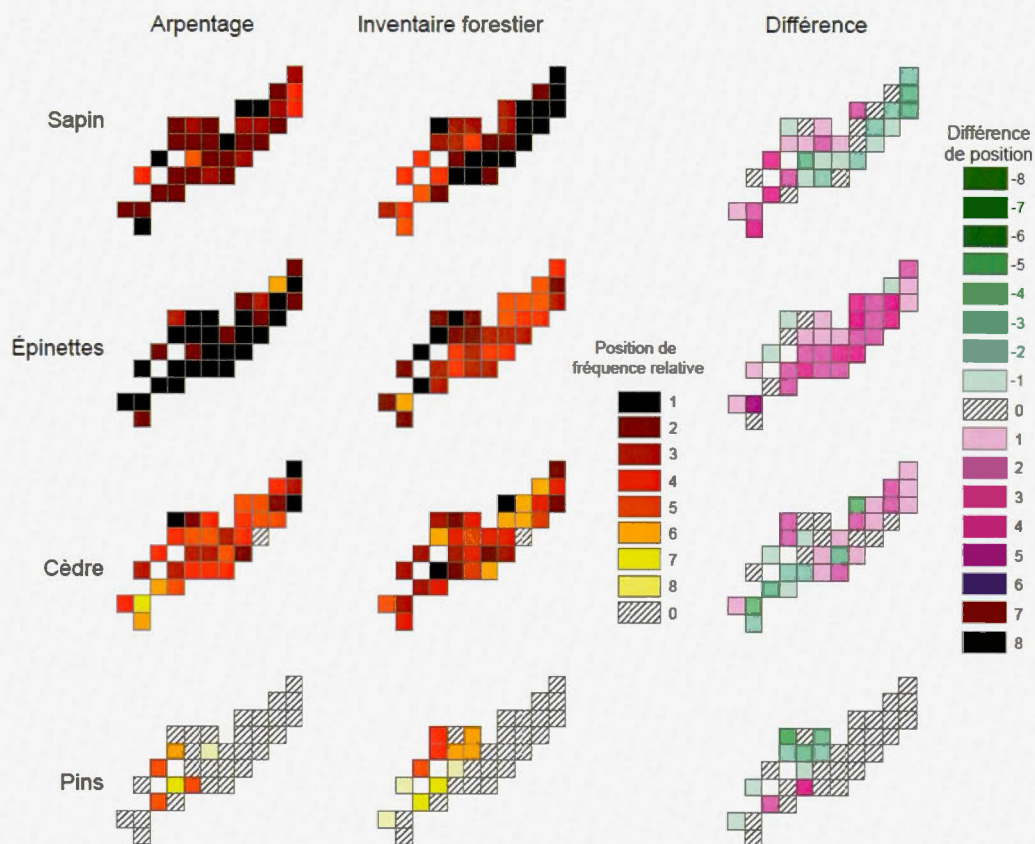 Arpentage Inventaire forestier Différence
Sapin
Épinettes
Cèdre
Pins
Position de
fréquence relative
1
2
3
4
5
6
7
8
0
Différence
de position
-8
-7
-6
-5
-4
-3
-2
-1
0
1
2
3
4
5
6
7
8